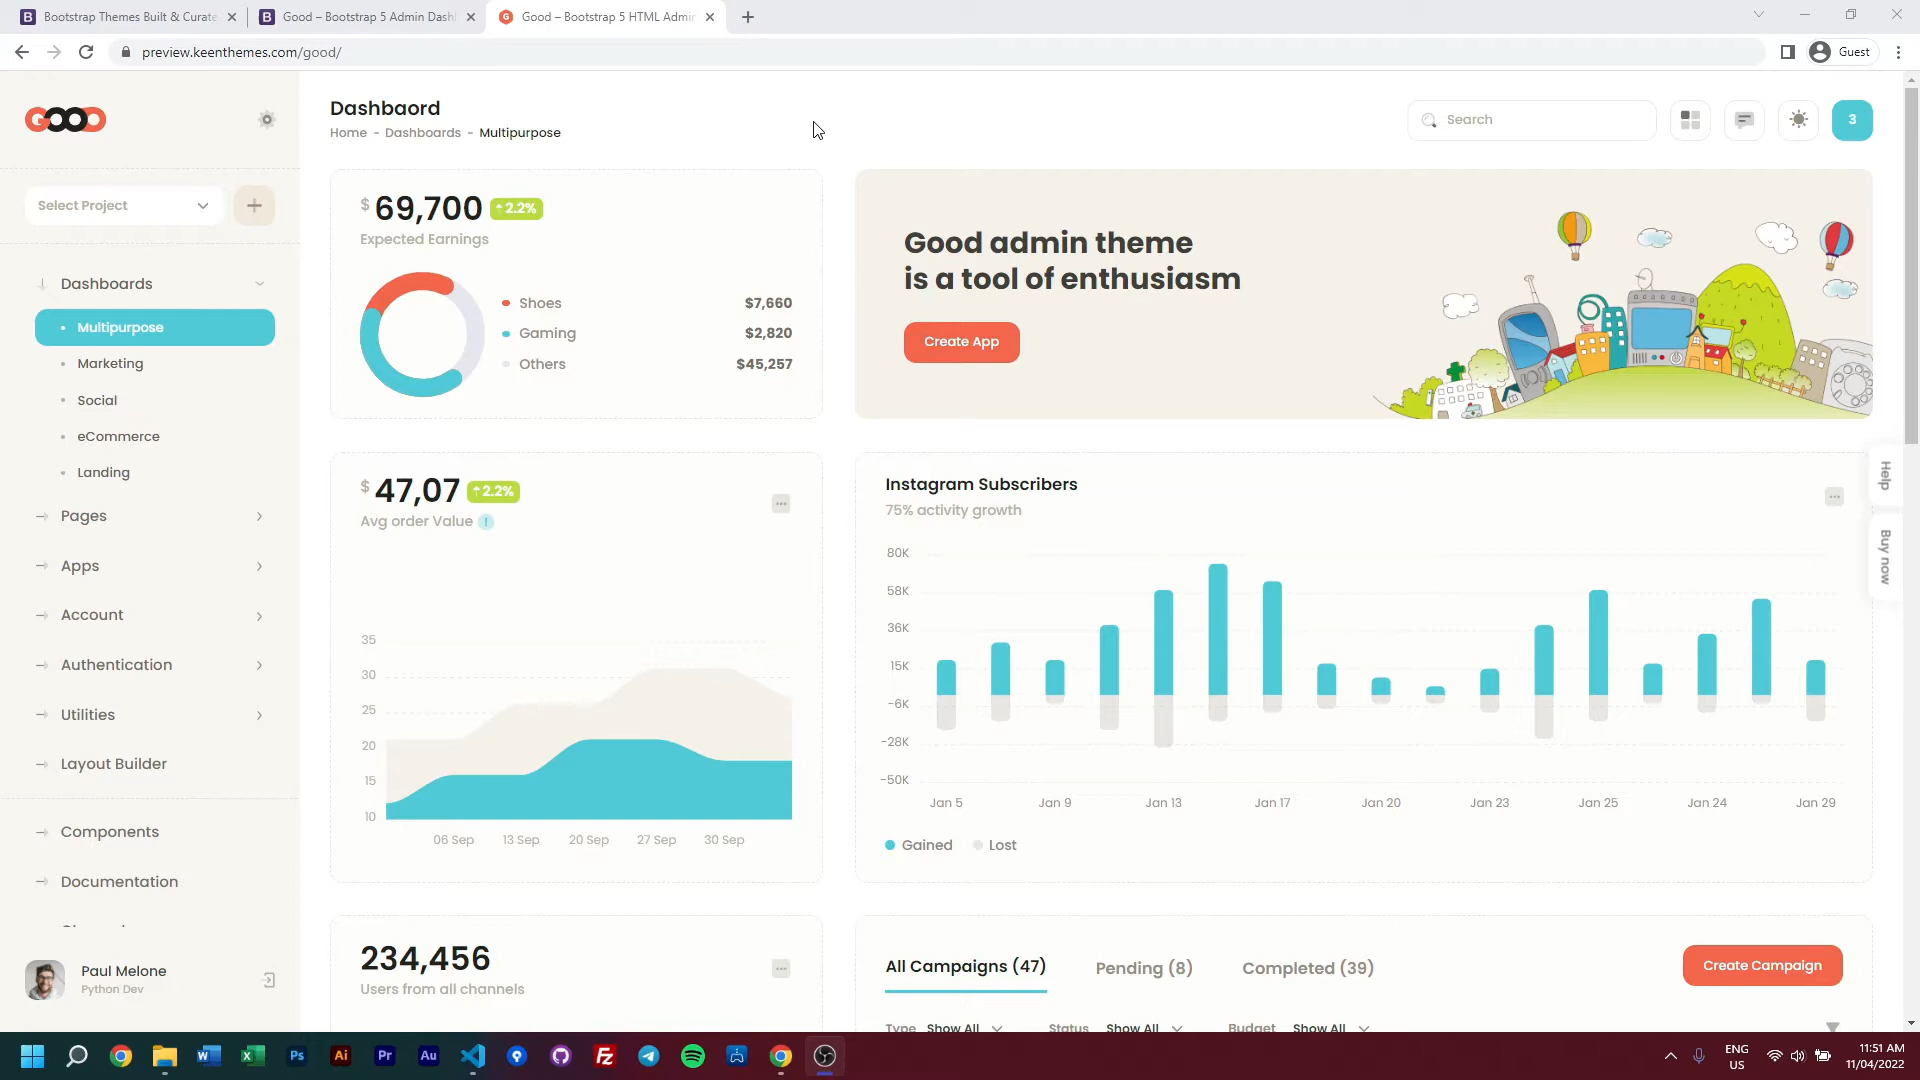 Bootstrap Themes Built & Curate
Good – Bootstrap 5 Admin Dash
Good – Bootstrap 5 HTML Admin
preview.keenthemes.com/good/
Guest
GOOD
Select Project
Dashboards
Multipurpose
Marketing
Social
eCommerce
Landing
Pages
Apps
Account
Authentication
Utilities
Layout Builder
Components
Documentation
Paul Melone
Python Dev
Dashbaord
Home - Dashboards - Multipurpose
Search
3
$ 69,700 2.2%
Expected Earnings
Shoes $7,660
Gaming $2,820
Others $45,257
Good admin theme
is a tool of enthusiasm
Create App
$ 47,07 2.2%
Avg order Value
35
30
25
20
15
10
06 Sep 13 Sep 20 Sep 27 Sep 30 Sep
Instagram Subscribers
75% activity growth
80K
58K
36K
15K
-6K
-28K
-50K
Jan 5 Jan 9 Jan 13 Jan 17 Jan 20 Jan 23 Jan 25 Jan 24 Jan 29
Gained Lost
Help
Buy now
234,456
Users from all channels
All Campaigns (47) Pending (8) Completed (39)
Create Campaign
Type Show All Status Show All Budget Show All
W X Ps Ai Pr Au Fz
ENG
US
11:51 AM
11/04/2022